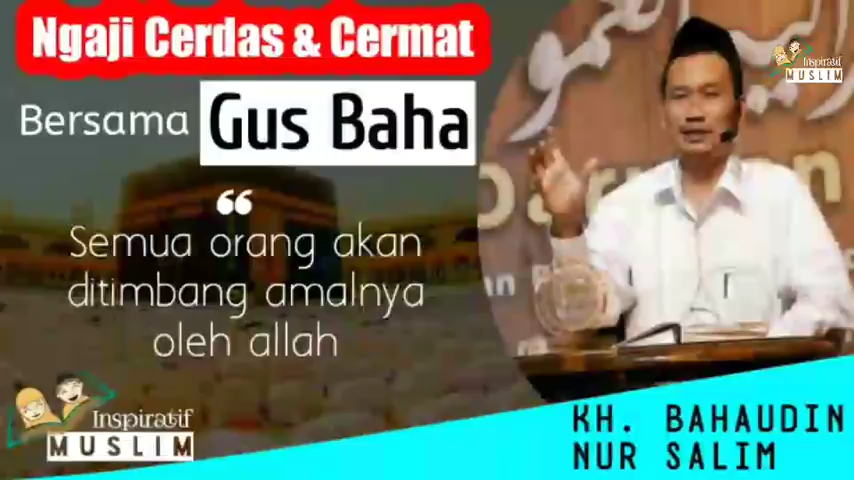 Ngaji Cerdas & Cermat
Bersama Gus Baha
“
Semua orang akan
ditimbang amalnya
oleh allah
Inspiratif
MUSLIM
Inspiratif
MUSLIM
KH. BAHAUDIN
NUR SALIM